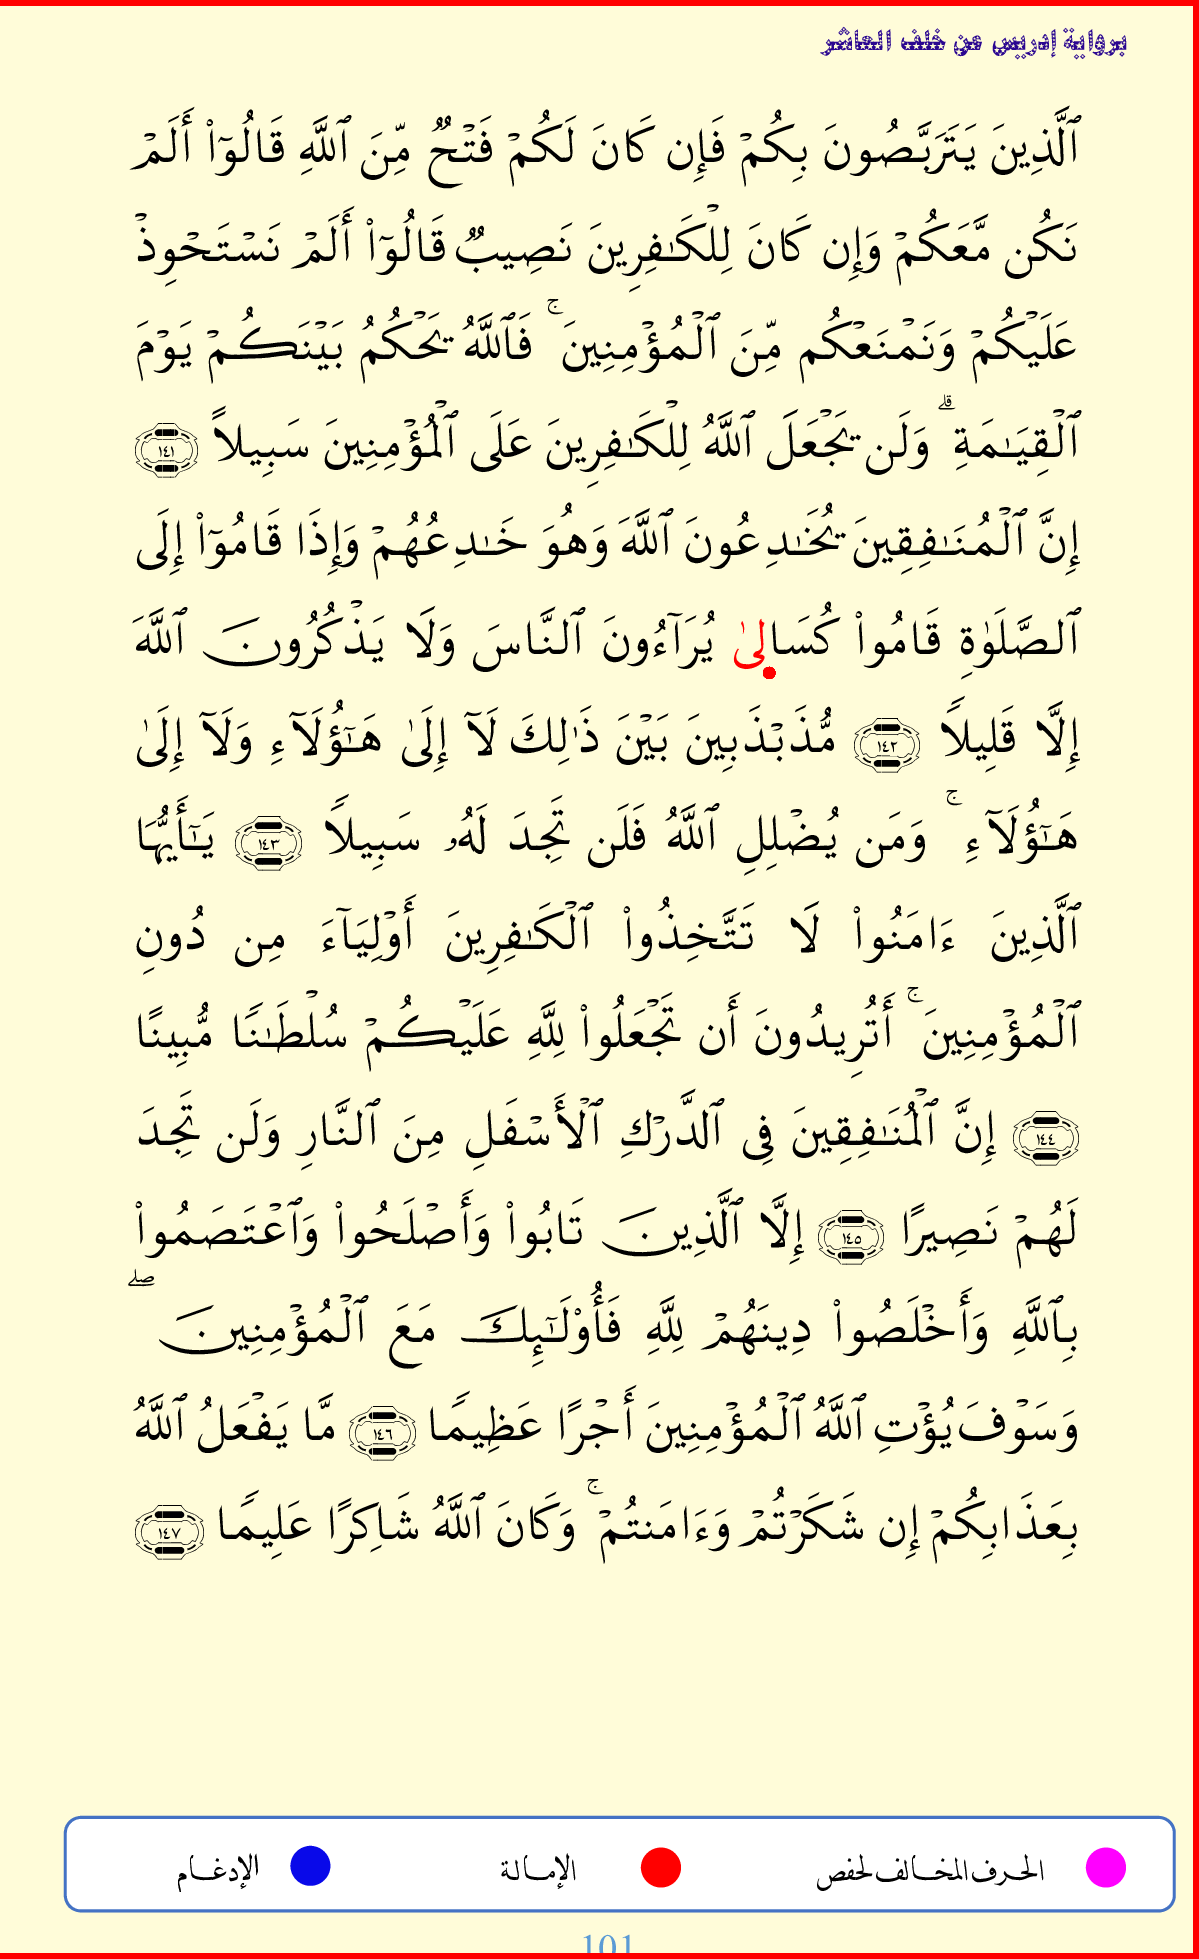 برواية إدريس عن خلف العاشر
ٱلَّذِينَ يَتَرَبَّصُونَ بِكُمۡ فَإِن كَانَ لَكُمۡ فَتۡحٞ مِّنَ ٱللَّهِ قَالُوٓاْ أَلَمۡ
نَكُن مَّعَكُمۡ وَإِن كَانَ لِلۡكَٰفِرِينَ نَصِيبٞ قَالُوٓاْ أَلَمۡ نَسۡتَحۡوِذۡ
عَلَيۡكُمۡ وَنَمۡنَعۡكُم مِّنَ ٱلۡمُؤۡمِنِينَۚ فَٱللَّهُ يَحۡكُمُ بَيۡنَكُمۡ يَوۡمَ
ٱلۡقِيَٰمَةِۗ وَلَن يَجۡعَلَ ٱللَّهُ لِلۡكَٰفِرِينَ عَلَى ٱلۡمُؤۡمِنِينَ سَبِيلاً ١٤١
إِنَّ ٱلۡمُنَٰفِقِينَ يُخَٰدِعُونَ ٱللَّهَ وَهُوَ خَٰدِعُهُمۡ وَإِذَا قَامُوٓاْ إِلَى
ٱلصَّلَوٰةِ قَامُواْ كُسَالىٰ يُرَآءُونَ ٱلنَّاسَ وَلَا يَذۡكُرُونَ ٱللَّهَ
إِلَّا قَلِيلاً ١٤٢ مُّذَبۡذَبِينَ بَيۡنَ ذَٰلِكَ لَآ إِلَىٰ هَٰٓؤُلَآءِ وَلَآ إِلَىٰ
هَٰٓؤُلَآءِۚ وَمَن يُضۡلِلِ ٱللَّهُ فَلَن تَجِدَ لَهُۥ سَبِيلاً ١٤٣ يَٰٓأَيُّهَا
ٱلَّذِينَ ءَامَنُواْ لَا تَتَّخِذُواْ ٱلۡكَٰفِرِينَ أَوۡلِيَآءَ مِن دُونِ
ٱلۡمُؤۡمِنِينَۚ أَتُرِيدُونَ أَن تَجۡعَلُواْ لِلَّهِ عَلَيۡكُمۡ سُلۡطَٰنٗا مُّبِينًا
١٤٤ إِنَّ ٱلۡمُنَٰفِقِينَ فِى ٱلدَّرۡكِ ٱلۡأَسۡفَلِ مِنَ ٱلنَّارِ وَلَن تَجِدَ
لَهُمۡ نَصِيرًا ١٤٥ إِلَّا ٱلَّذِينَ تَابُواْ وَأَصۡلَحُواْ وَٱعۡتَصَمُواْ
بِٱللَّهِ وَأَخۡلَصُواْ دِينَهُمۡ لِلَّهِ فَأُوْلَٰٓئِكَ مَعَ ٱلۡمُؤۡمِنِينَۖ
وَسَوۡفَ يُؤۡتِ ٱللَّهُ ٱلۡمُؤۡمِنِينَ أَجۡرًا عَظِيمٗا ١٤٦ مَّا يَفۡعَلُ ٱللَّهُ
بِعَذَابِكُمۡ إِن شَكَرۡتُمۡ وَءَامَنتُمۡۚ وَكَانَ ٱللَّهُ شَاكِرًا عَلِيمٗا ١٤٧
الحرف المخالف لحفص الإمالة الإدغام
101